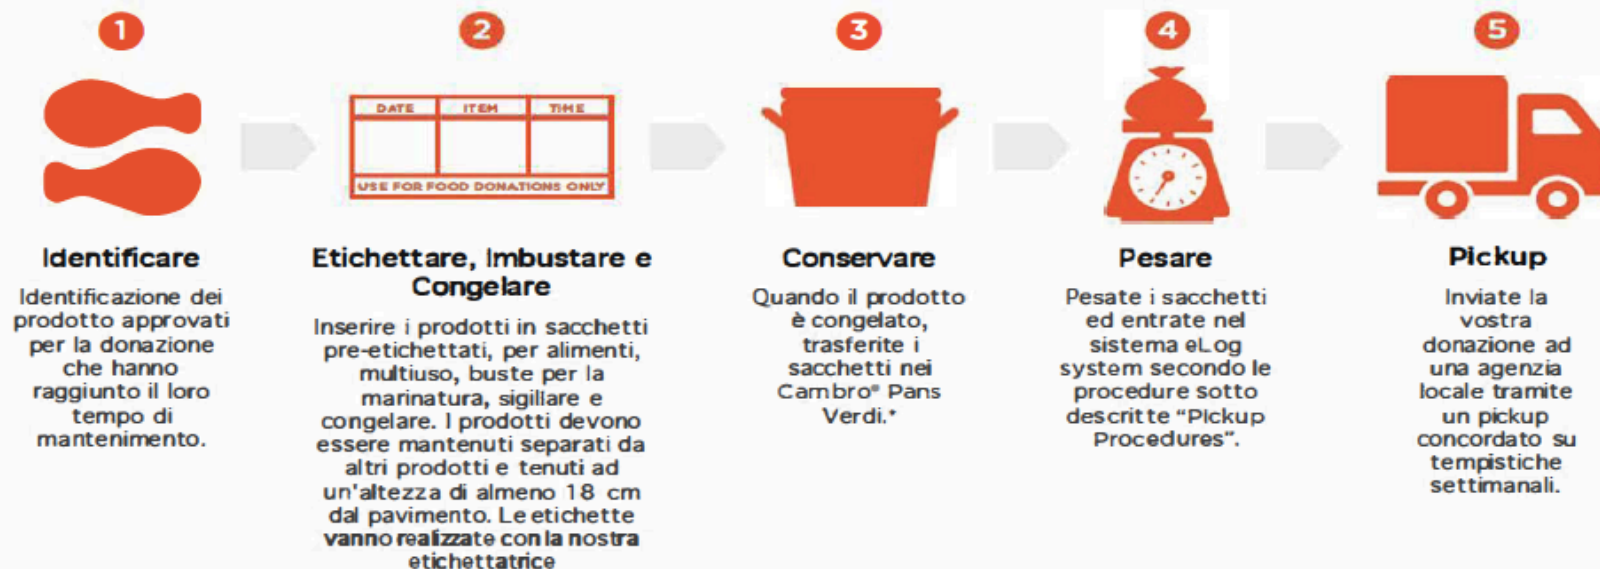 1
Identificare
Identificazione dei
prodotto approvati
per la donazione
che hanno
raggiunto il loro
tempo di
mantenimento.
2
DATE ITEM TIME
USE FOR FOOD DONATIONS ONLY
Etichettare, Imbustare e
Congelare
Inserire i prodotti in sacchetti
pre-etichettati, per alimenti,
multiuso, buste per la
marinatura, sigillare e
congelare. I prodotti devono
essere mantenuti separati da
altri prodotti e tenuti ad
un'altezza di almeno 18 cm
dal pavimento. Le etichette
vanno realizzate con la nostra
etichettatrice
3
Conservare
Quando il prodotto
è congelato,
trasferite i
sacchetti nei
Cambro® Pans
Verdi.*
4
Pesare
Pesate i sacchetti
ed entrate nel
sistema eLog
system secondo le
procedure sotto
descritte “PIckup
Procedures”.
5
Pickup
Inviate la
vostra
donazione ad
una agenzia
locale tramite
un pickup
concordato su
tempistiche
settimanali.